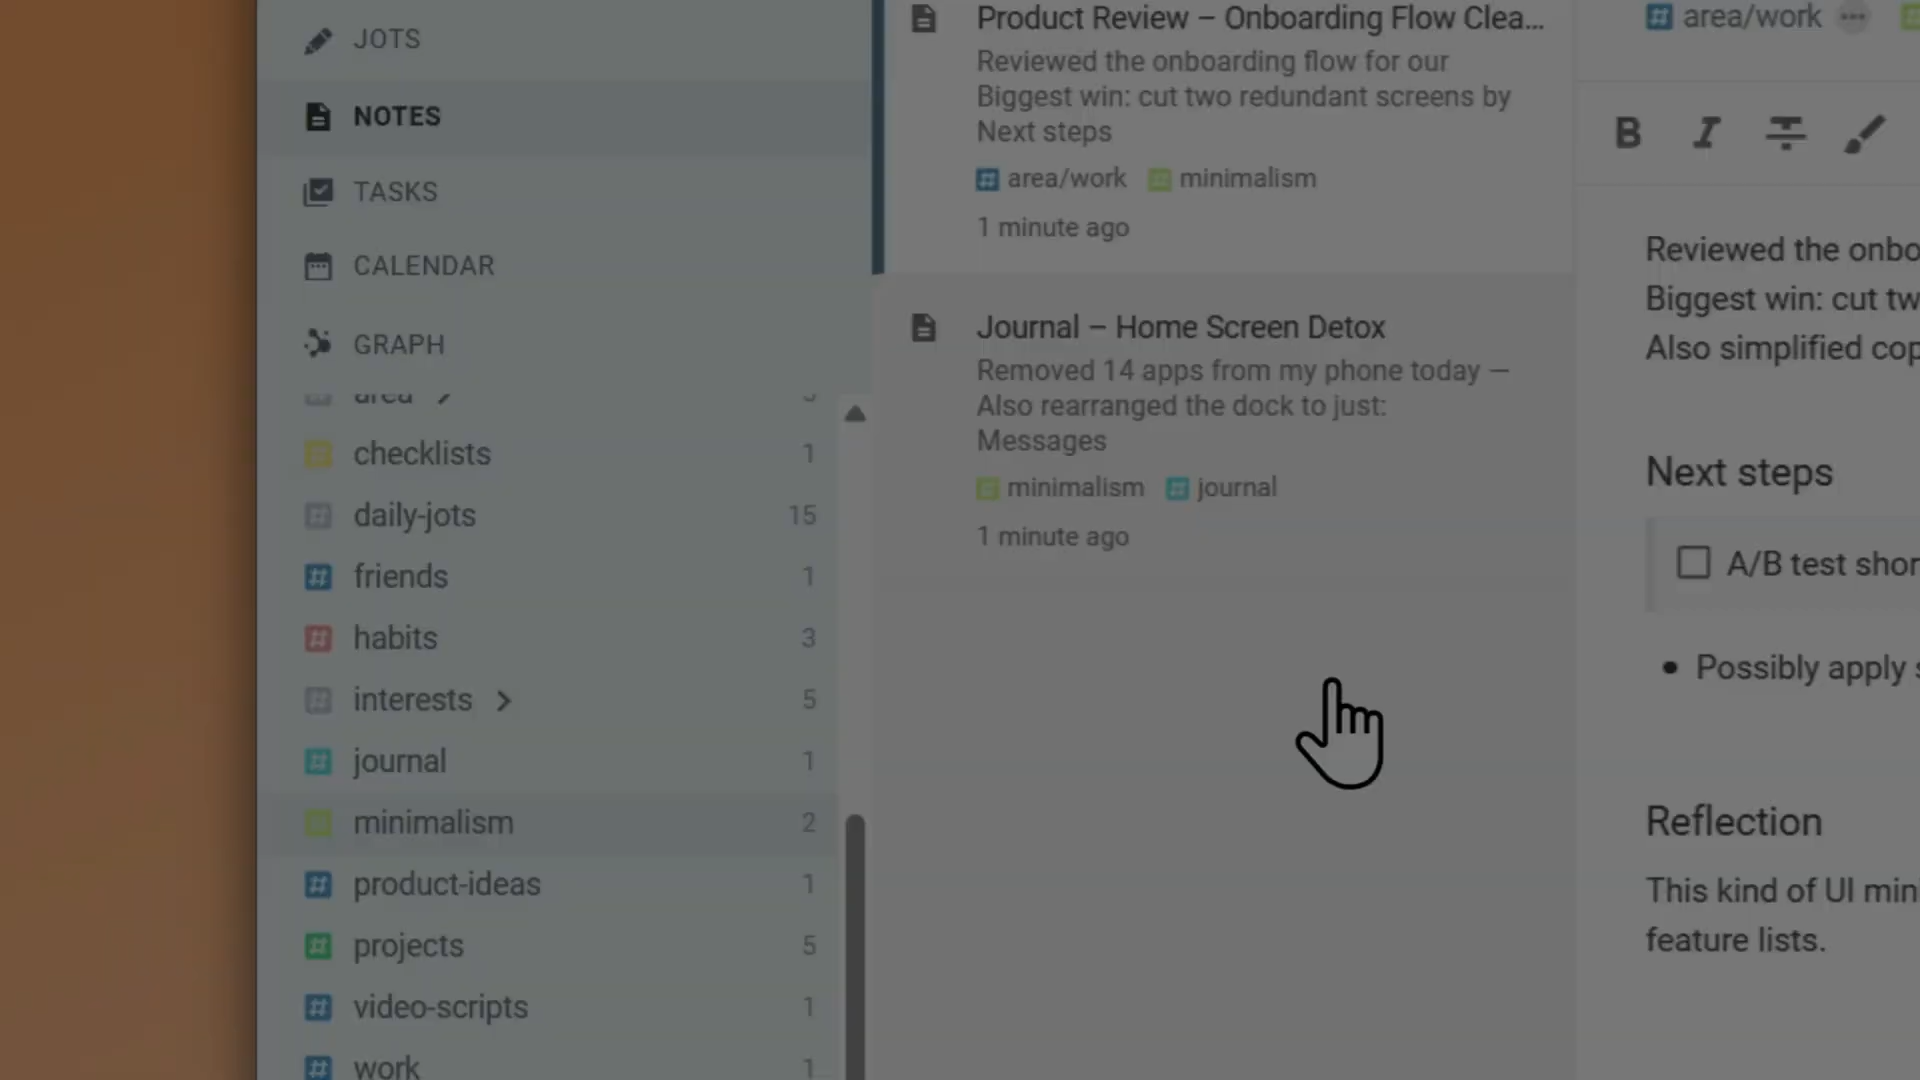 JOTS
NOTES
TASKS
CALENDAR
GRAPH
area
checklists 1
daily-jots 15
friends 1
habits 3
interests 5
journal 1
minimalism 2
product-ideas 1
projects 5
video-scripts 1
work 1
Product Review – Onboarding Flow Clea...
Reviewed the onboarding flow for our
Biggest win: cut two redundant screens by
Next steps
area/work minimalism
1 minute ago
Journal – Home Screen Detox
Removed 14 apps from my phone today —
Also rearranged the dock to just:
Messages
minimalism journal
1 minute ago
area/work
B I
Reviewed the onbo
Biggest win: cut tw
Also simplified cop
Next steps
A/B test shor
• Possibly apply s
Reflection
This kind of UI min
feature lists.